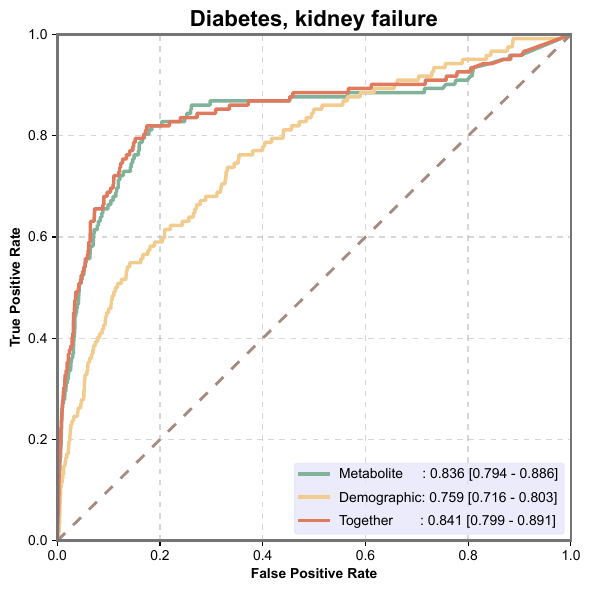 Diabetes, kidney failure
True Positive Rate
1.0
0.8
0.6
0.4
0.2
0.0
0.0 0.2 0.4 0.6 0.8 1.0
False Positive Rate
Metabolite : 0.836 [0.794 - 0.886]
Demographic: 0.759 [0.716 - 0.803]
Together : 0.841 [0.799 - 0.891]